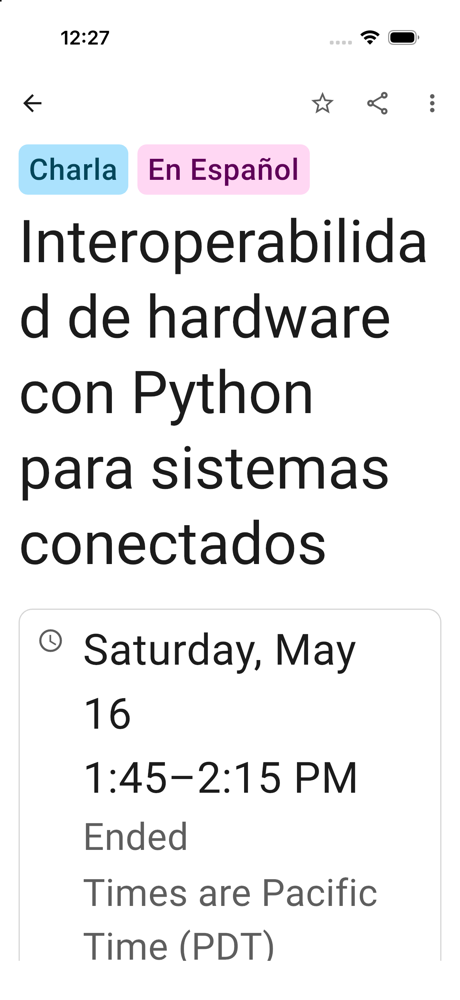 12:27
Charla
En Español
Interoperabilida
d de hardware
con Python
para sistemas
conectados
Saturday, May
16
1:45–2:15 PM
Ended
Times are Pacific
Time (PDT)